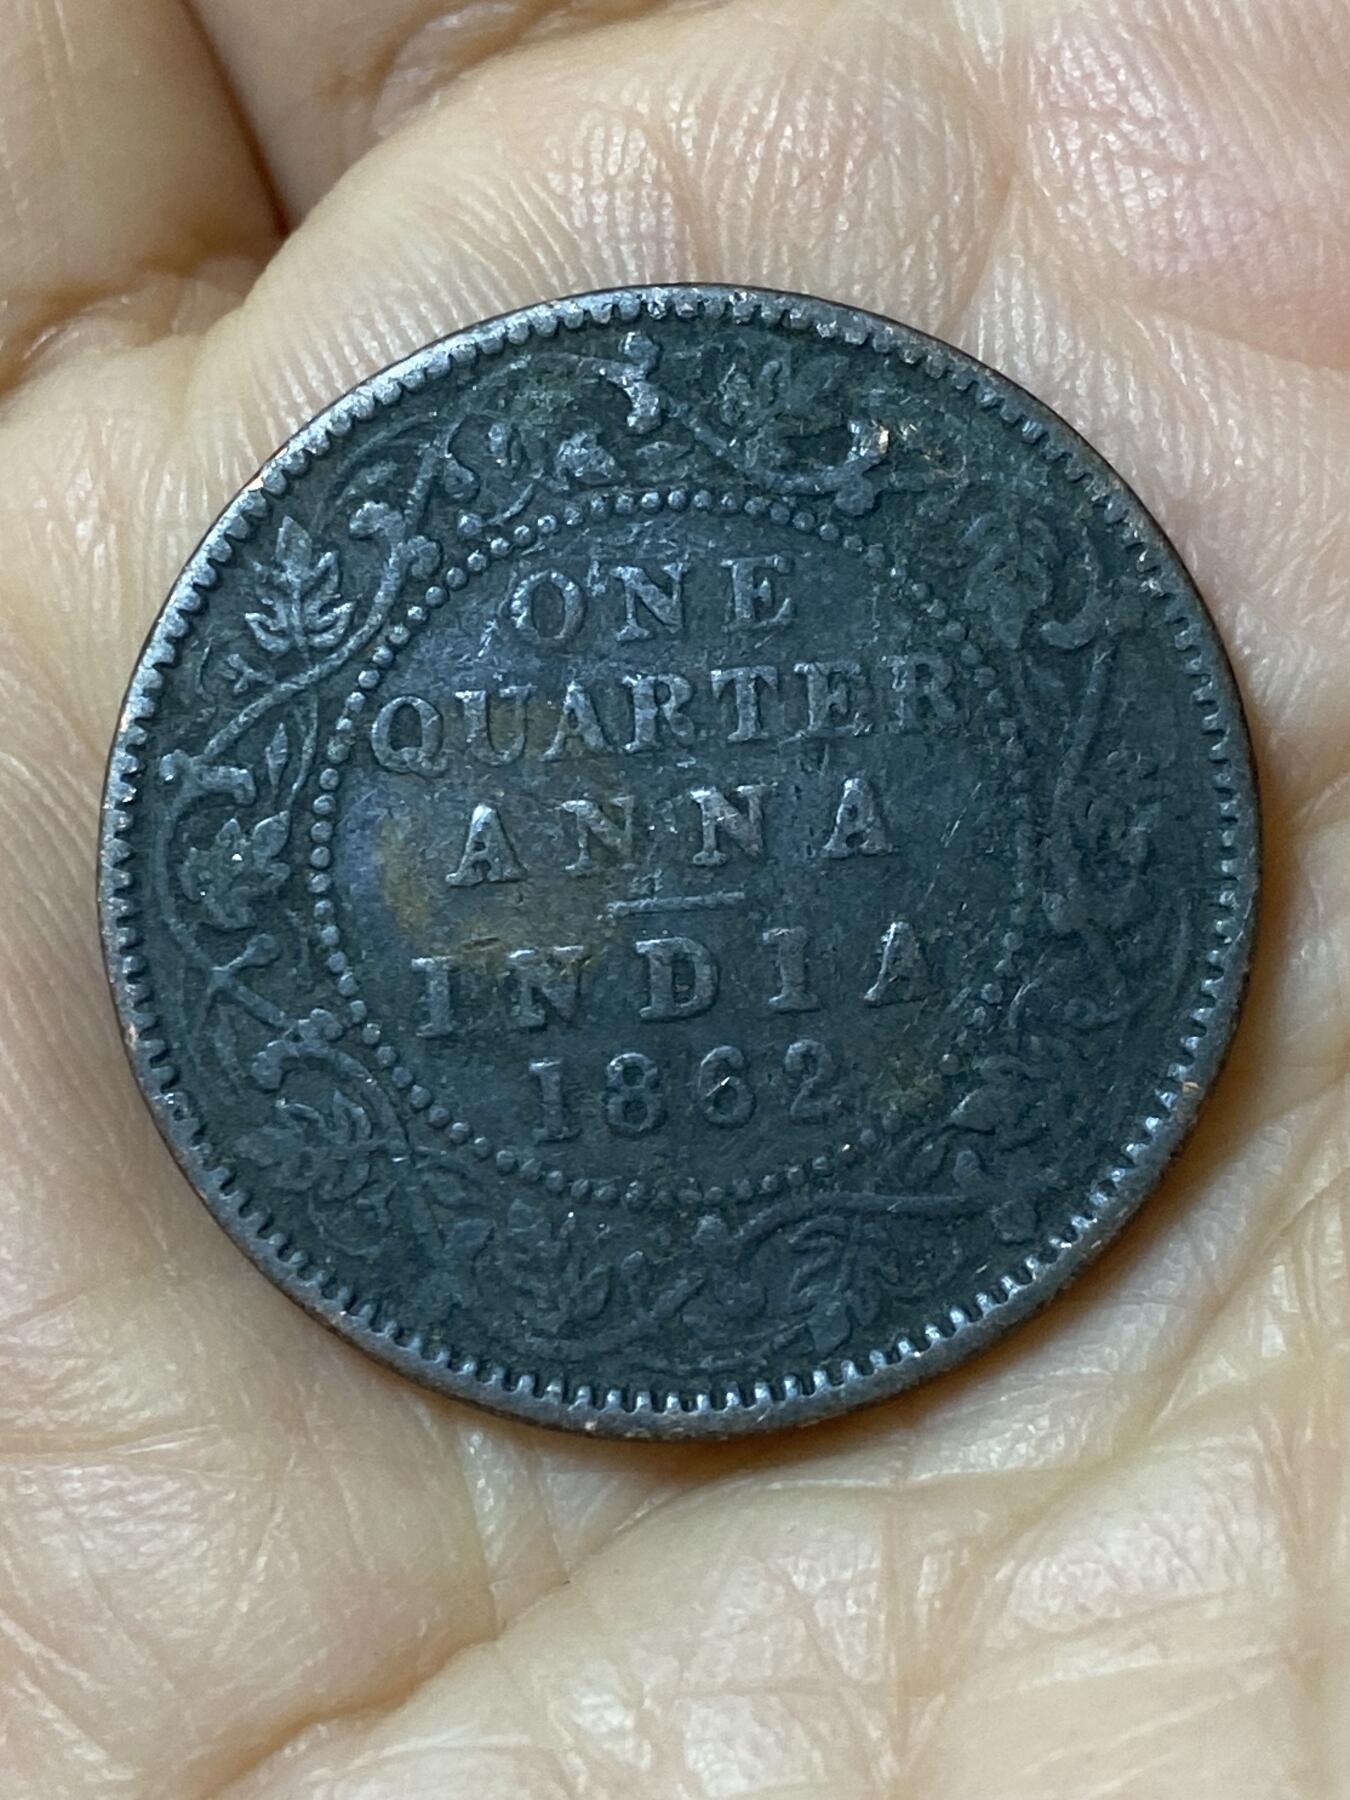 ONE
QUARTER
ANNA
INDIA
1862